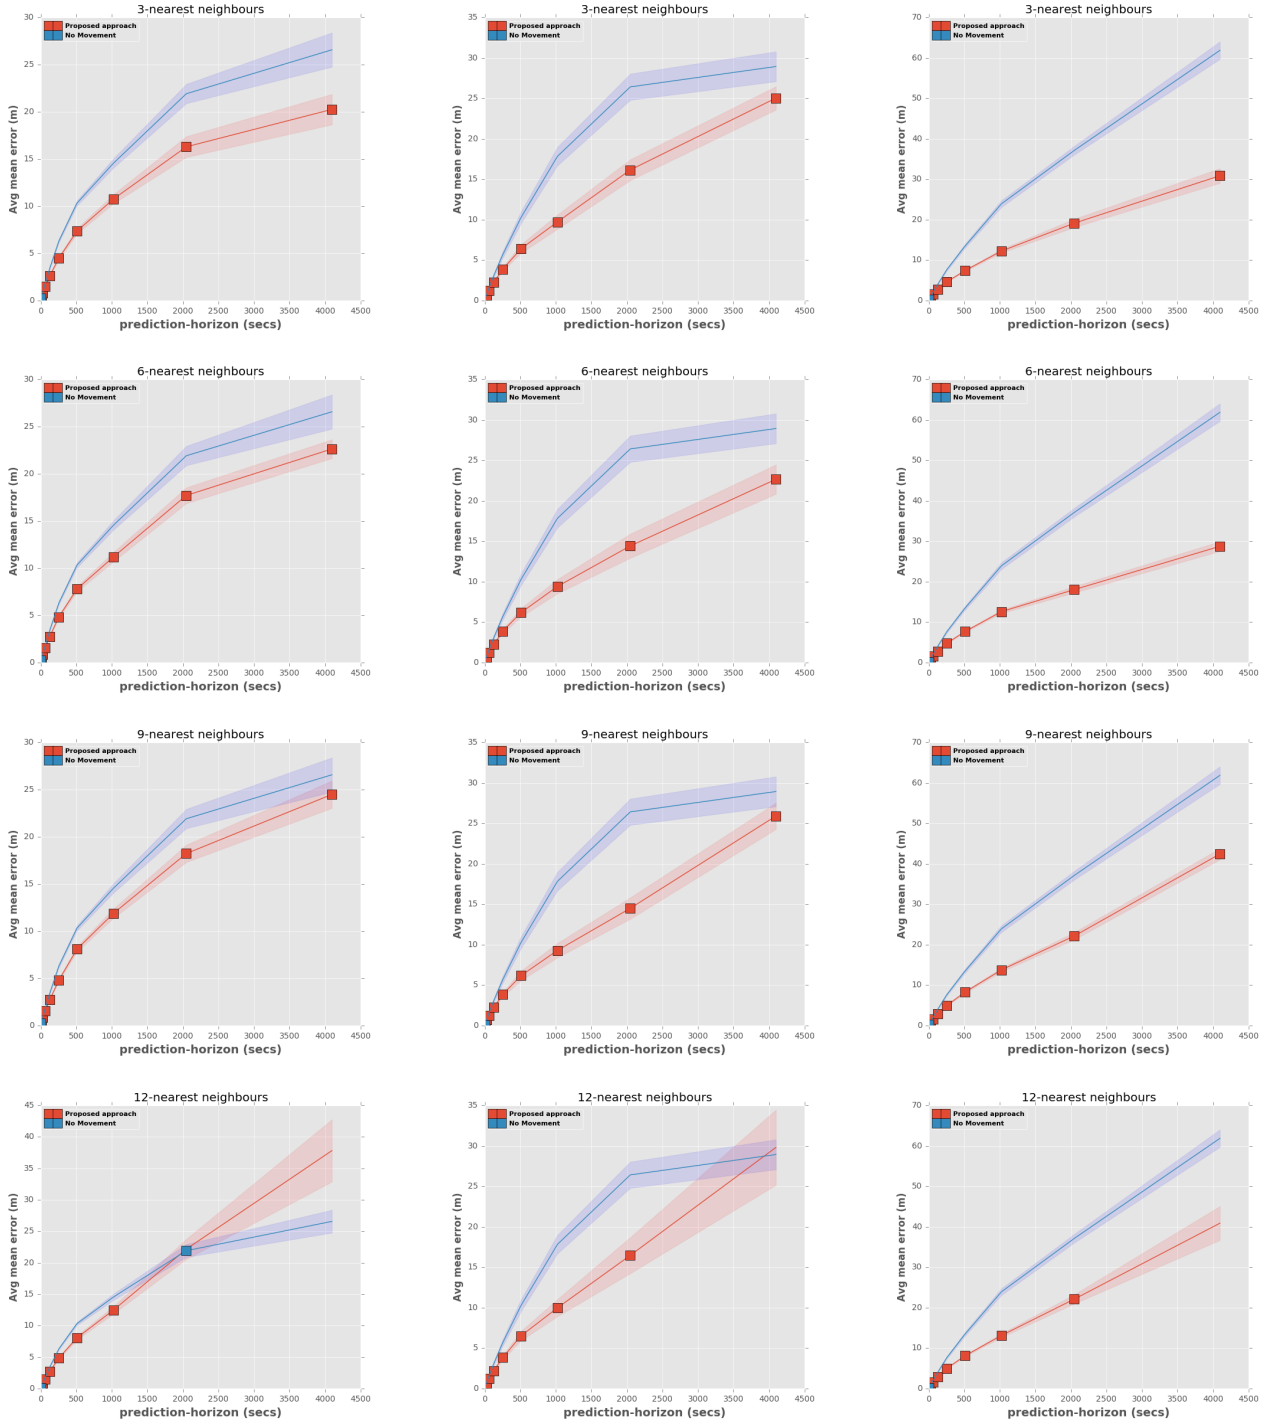 3-nearest neighbours
3-nearest neighbours
3-nearest neighbours
30
25
20
15
10
5
0
Avg mean error (m)
Proposed approach
No Movement
0 500 1000 1500 2000 2500 3000 3500 4000 4500
prediction-horizon (secs)
35
30
25
20
15
10
5
0
Avg mean error (m)
Proposed approach
No Movement
0 500 1000 1500 2000 2500 3000 3500 4000 4500
prediction-horizon (secs)
70
60
50
40
30
20
10
0
Avg mean error (m)
Proposed approach
No Movement
0 500 1000 1500 2000 2500 3000 3500 4000 4500
prediction-horizon (secs)
6-nearest neighbours
6-nearest neighbours
6-nearest neighbours
30
25
20
15
10
5
0
Avg mean error (m)
Proposed approach
No Movement
0 500 1000 1500 2000 2500 3000 3500 4000 4500
prediction-horizon (secs)
35
30
25
20
15
10
5
0
Avg mean error (m)
Proposed approach
No Movement
0 500 1000 1500 2000 2500 3000 3500 4000 4500
prediction-horizon (secs)
70
60
50
40
30
20
10
0
Avg mean error (m)
Proposed approach
No Movement
0 500 1000 1500 2000 2500 3000 3500 4000 4500
prediction-horizon (secs)
9-nearest neighbours
9-nearest neighbours
9-nearest neighbours
30
25
20
15
10
5
0
Avg mean error (m)
Proposed approach
No Movement
0 500 1000 1500 2000 2500 3000 3500 4000 4500
prediction-horizon (secs)
35
30
25
20
15
10
5
0
Avg mean error (m)
Proposed approach
No Movement
0 500 1000 1500 2000 2500 3000 3500 4000 4500
prediction-horizon (secs)
70
60
50
40
30
20
10
0
Avg mean error (m)
Proposed approach
No Movement
0 500 1000 1500 2000 2500 3000 3500 4000 4500
prediction-horizon (secs)
12-nearest neighbours
12-nearest neighbours
12-nearest neighbours
45
40
35
30
25
20
15
10
5
0
Avg mean error (m)
Proposed approach
No Movement
0 500 1000 1500 2000 2500 3000 3500 4000 4500
prediction-horizon (secs)
35
30
25
20
15
10
5
0
Avg mean error (m)
Proposed approach
No Movement
0 500 1000 1500 2000 2500 3000 3500 4000 4500
prediction-horizon (secs)
70
60
50
40
30
20
10
0
Avg mean error (m)
Proposed approach
No Movement
0 500 1000 1500 2000 2500 3000 3500 4000 4500
prediction-horizon (secs)